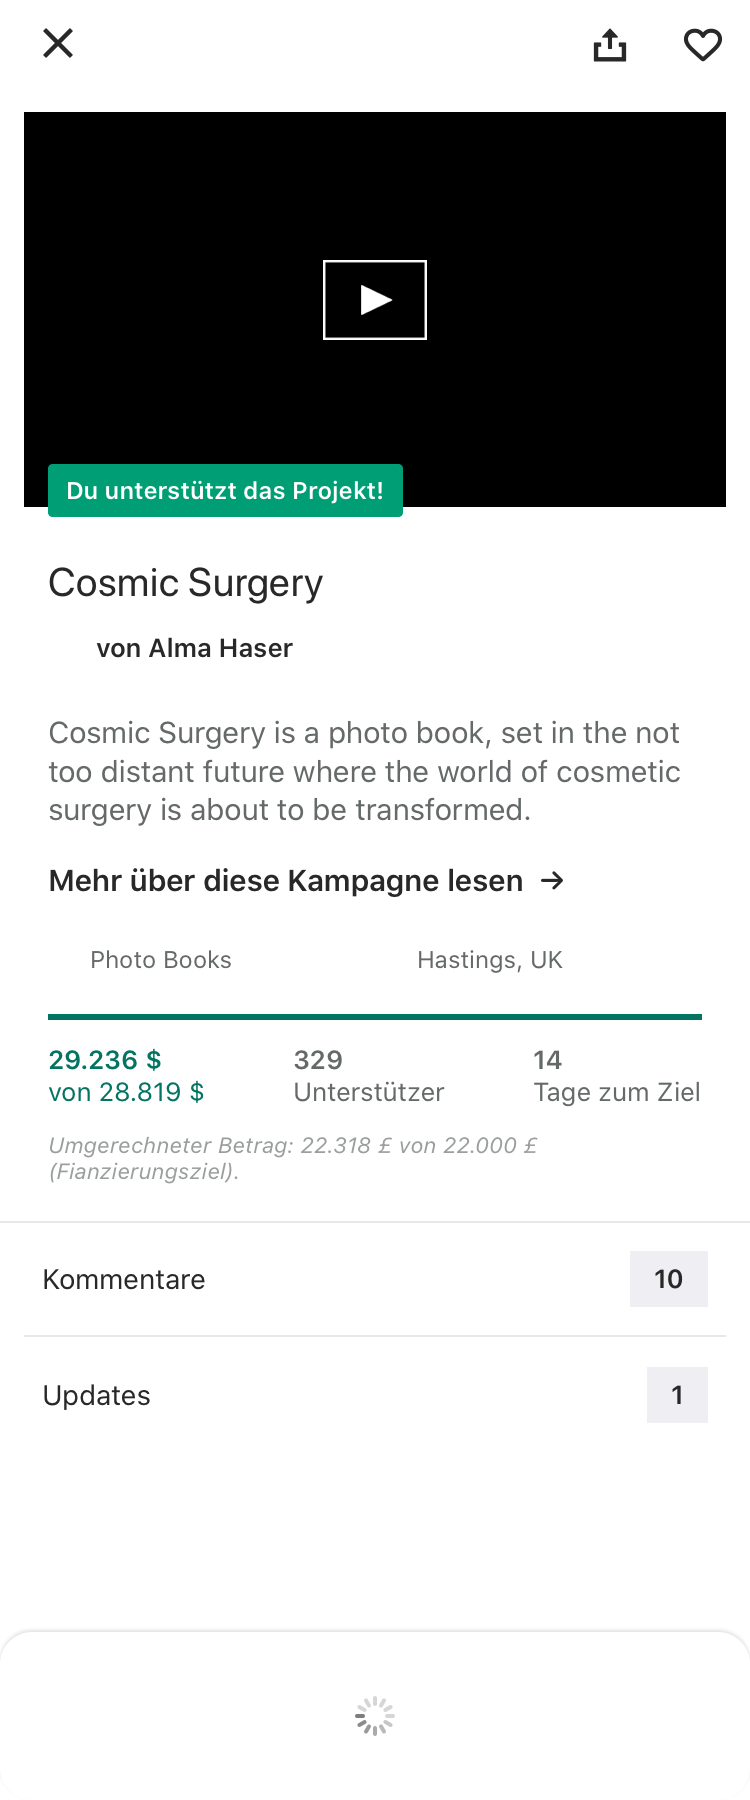 Du unterstützt das Projekt!
Cosmic Surgery
von Alma Haser
Cosmic Surgery is a photo book, set in the not
too distant future where the world of cosmetic
surgery is about to be transformed.
Mehr über diese Kampagne lesen →
Photo Books
Hastings, UK
29.236 $
von 28.819 $
329
Unterstützer
14
Tage zum Ziel
Umgerechneter Betrag: 22.318 £ von 22.000 £
(Fianzierungsziel).
Kommentare
10
Updates
1